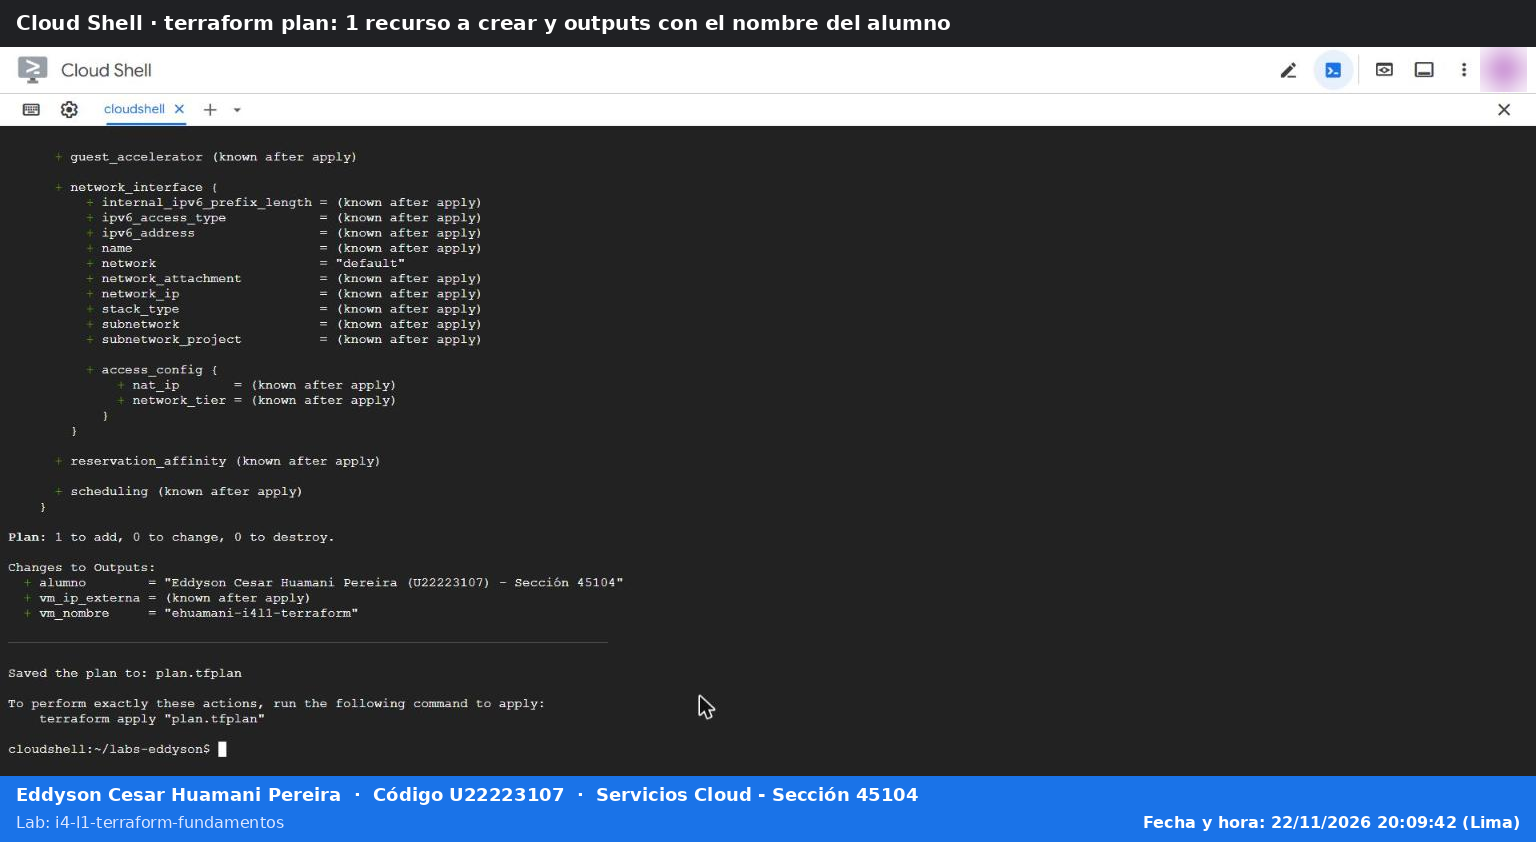 Cloud Shell · terraform plan: 1 recurso a crear y outputs con el nombre del alumno
Cloud Shell
cloudshell
+ guest_accelerator (known after apply)
+ network_interface {
+ internal_ipv6_prefix_length = (known after apply)
+ ipv6_access_type = (known after apply)
+ ipv6_address = (known after apply)
+ name = (known after apply)
+ network = "default"
+ network_attachment = (known after apply)
+ network_ip = (known after apply)
+ stack_type = (known after apply)
+ subnetwork = (known after apply)
+ subnetwork_project = (known after apply)
+ access_config {
+ nat_ip = (known after apply)
+ network_tier = (known after apply)
}
}
+ reservation_affinity (known after apply)
+ scheduling (known after apply)
}
Plan: 1 to add, 0 to change, 0 to destroy.
Changes to Outputs:
+ alumno = "Eddyson Cesar Huamani Pereira (U22223107) - Sección 45104"
+ vm_ip_externa = (known after apply)
+ vm_nombre = "ehuamani-i4l1-terraform"
Saved the plan to: plan.tfplan
To perform exactly these actions, run the following command to apply:
terraform apply "plan.tfplan"
cloudshell:~/labs-eddyson$
Eddyson Cesar Huamani Pereira · Código U22223107 · Servicios Cloud - Sección 45104
Lab: i4-l1-terraform-fundamentos
Fecha y hora: 22/11/2026 20:09:42 (Lima)